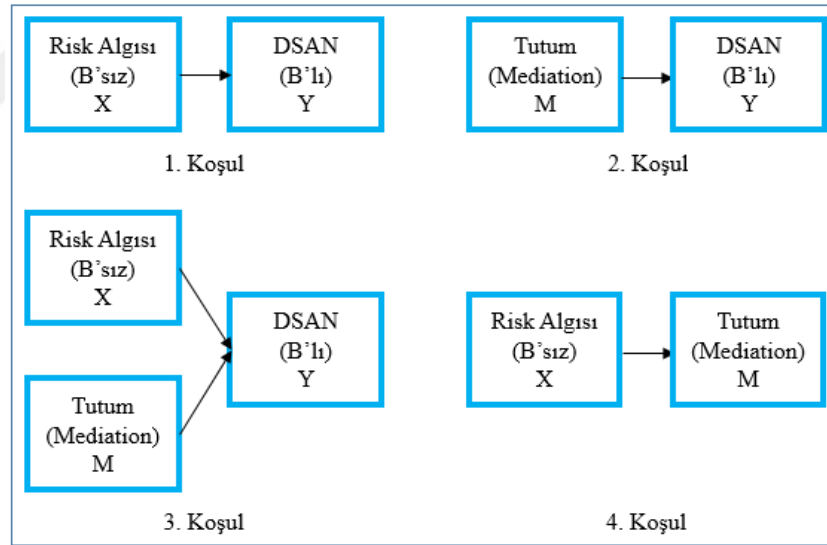 Risk Algısı
(B’sız)
X
DSAN
(B’lı)
Y
1. Koşul
Tutum
(Mediation)
M
DSAN
(B’lı)
Y
2. Koşul
Risk Algısı
(B’sız)
X
Tutum
(Mediation)
M
DSAN
(B’lı)
Y
3. Koşul
Risk Algısı
(B’sız)
X
Tutum
(Mediation)
M
4. Koşul